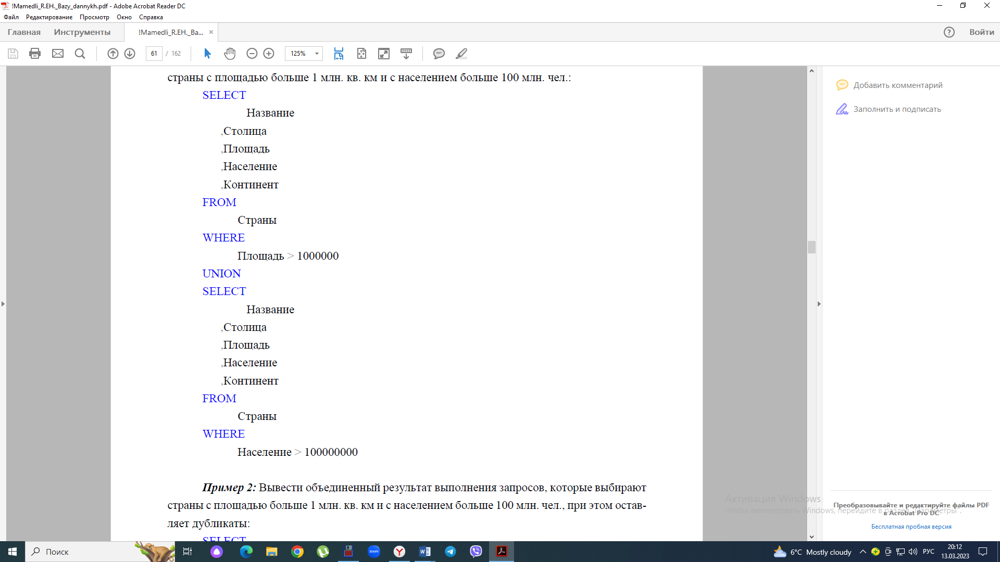 !Mamedli_R.EH._Bazy_dannykh.pdf - Adobe Acrobat Reader DC
Файл Редактирование Просмотр Окно Справка
Главная Инструменты !Mamedli_R.EH._Ba... × Войти
61 / 162 125%
страны с площадью больше 1 млн. кв. км и с населением больше 100 млн. чел.:
SELECT
Название
,Столица
,Площадь
,Население
,Континент
FROM
Страны
WHERE
Площадь > 1000000
UNION
SELECT
Название
,Столица
,Площадь
,Население
,Континент
FROM
Страны
WHERE
Население > 100000000
Пример 2: Вывести объединенный результат выполнения запросов, которые выбирают
страны с площадью больше 1 млн. кв. км и с населением больше 100 млн. чел., при этом остав-
ляет дубликаты:
SELECT
Добавить комментарий
Заполнить и подписать
Активация Windows
Чтобы активировать Windows, перейдите в раздел "Параметры".
Преобразовывайте и редактируйте файлы PDF
в Acrobat Pro DC
Бесплатная пробная версия
Поиск
zoom
6°C Mostly cloudy
РУС
20:12
13.03.2023